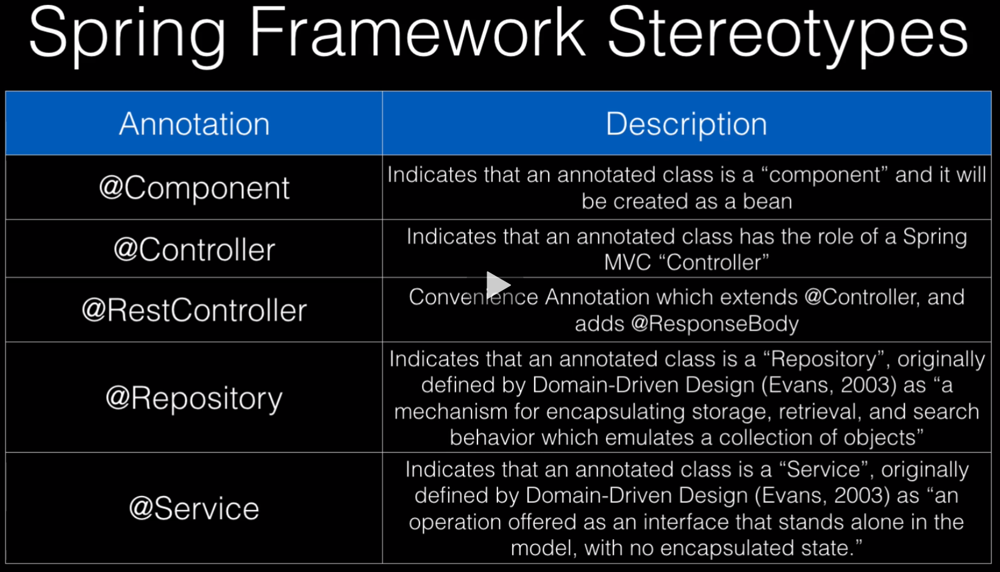 Spring Framework Stereotypes
Annotation
Description
@Component
Indicates that an annotated class is a “component” and it will
be created as a bean
@Controller
Indicates that an annotated class has the role of a Spring
MVC “Controller”
@RestController
Convenience Annotation which extends @Controller, and
adds @ResponseBody
@Repository
Indicates that an annotated class is a “Repository”, originally
defined by Domain-Driven Design (Evans, 2003) as “a
mechanism for encapsulating storage, retrieval, and search
behavior which emulates a collection of objects”
@Service
Indicates that an annotated class is a “Service”, originally
defined by Domain-Driven Design (Evans, 2003) as “an
operation offered as an interface that stands alone in the
model, with no encapsulated state.”